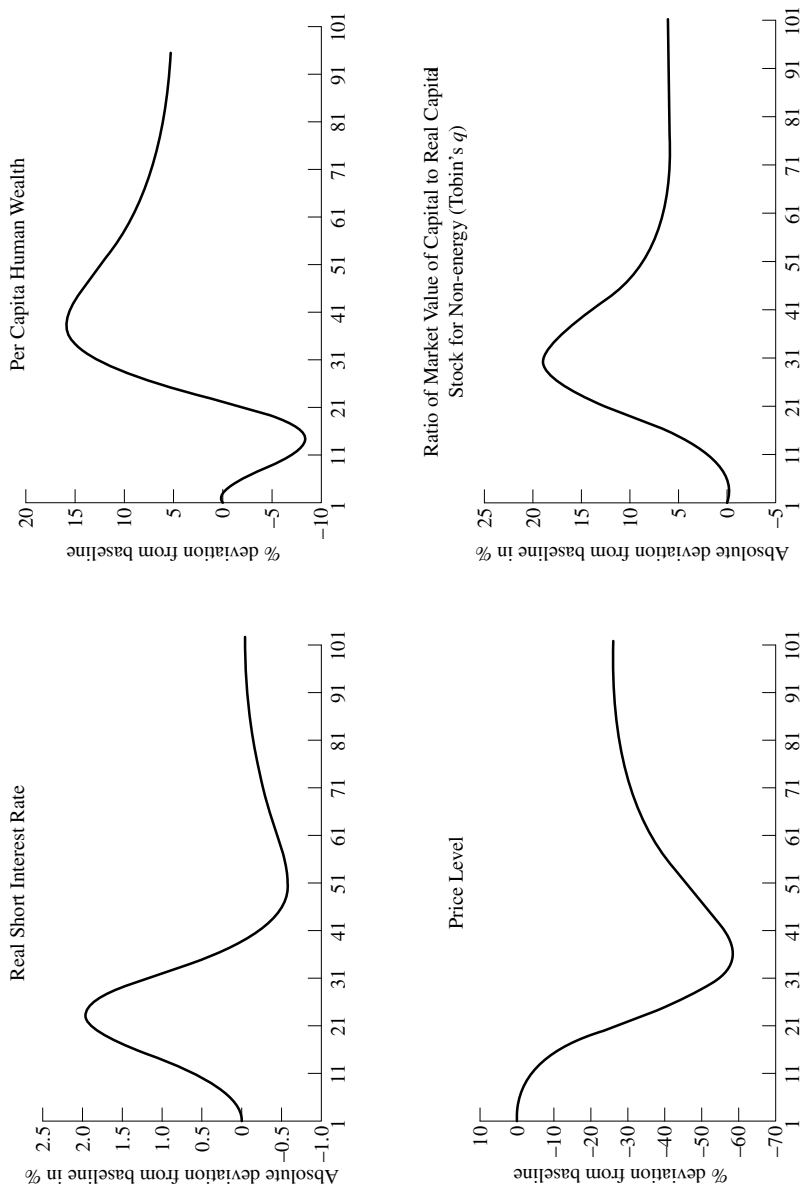 Real Short Interest Rate
Absolute deviation from baseline in %
2.5
2.0
1.5
1.0
0.5
0
−0.5
−1.0
1 11 21 31 41 51 61 71 81 91 101
Per Capita Human Wealth
% deviation from baseline
20
15
10
5
0
−5
−10
1 11 21 31 41 51 61 71 81 91 101
Price Level
% deviation from baseline
10
0
−10
−20
−30
−40
−50
−60
−70
1 11 21 31 41 51 61 71 81 91 101
Ratio of Market Value of Capital to Real Capital
Stock for Non-energy (Tobin's q)
Absolute deviation from baseline in %
25
20
15
10
5
0
−5
1 11 21 31 41 51 61 71 81 91 101